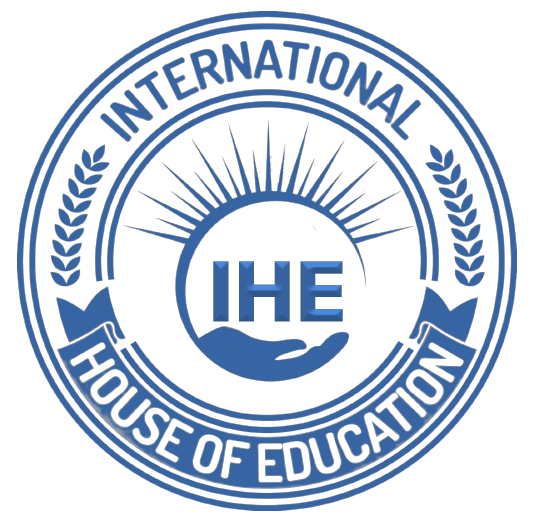 INTERNATIONAL
IHE
HOUSE OF EDUCATION